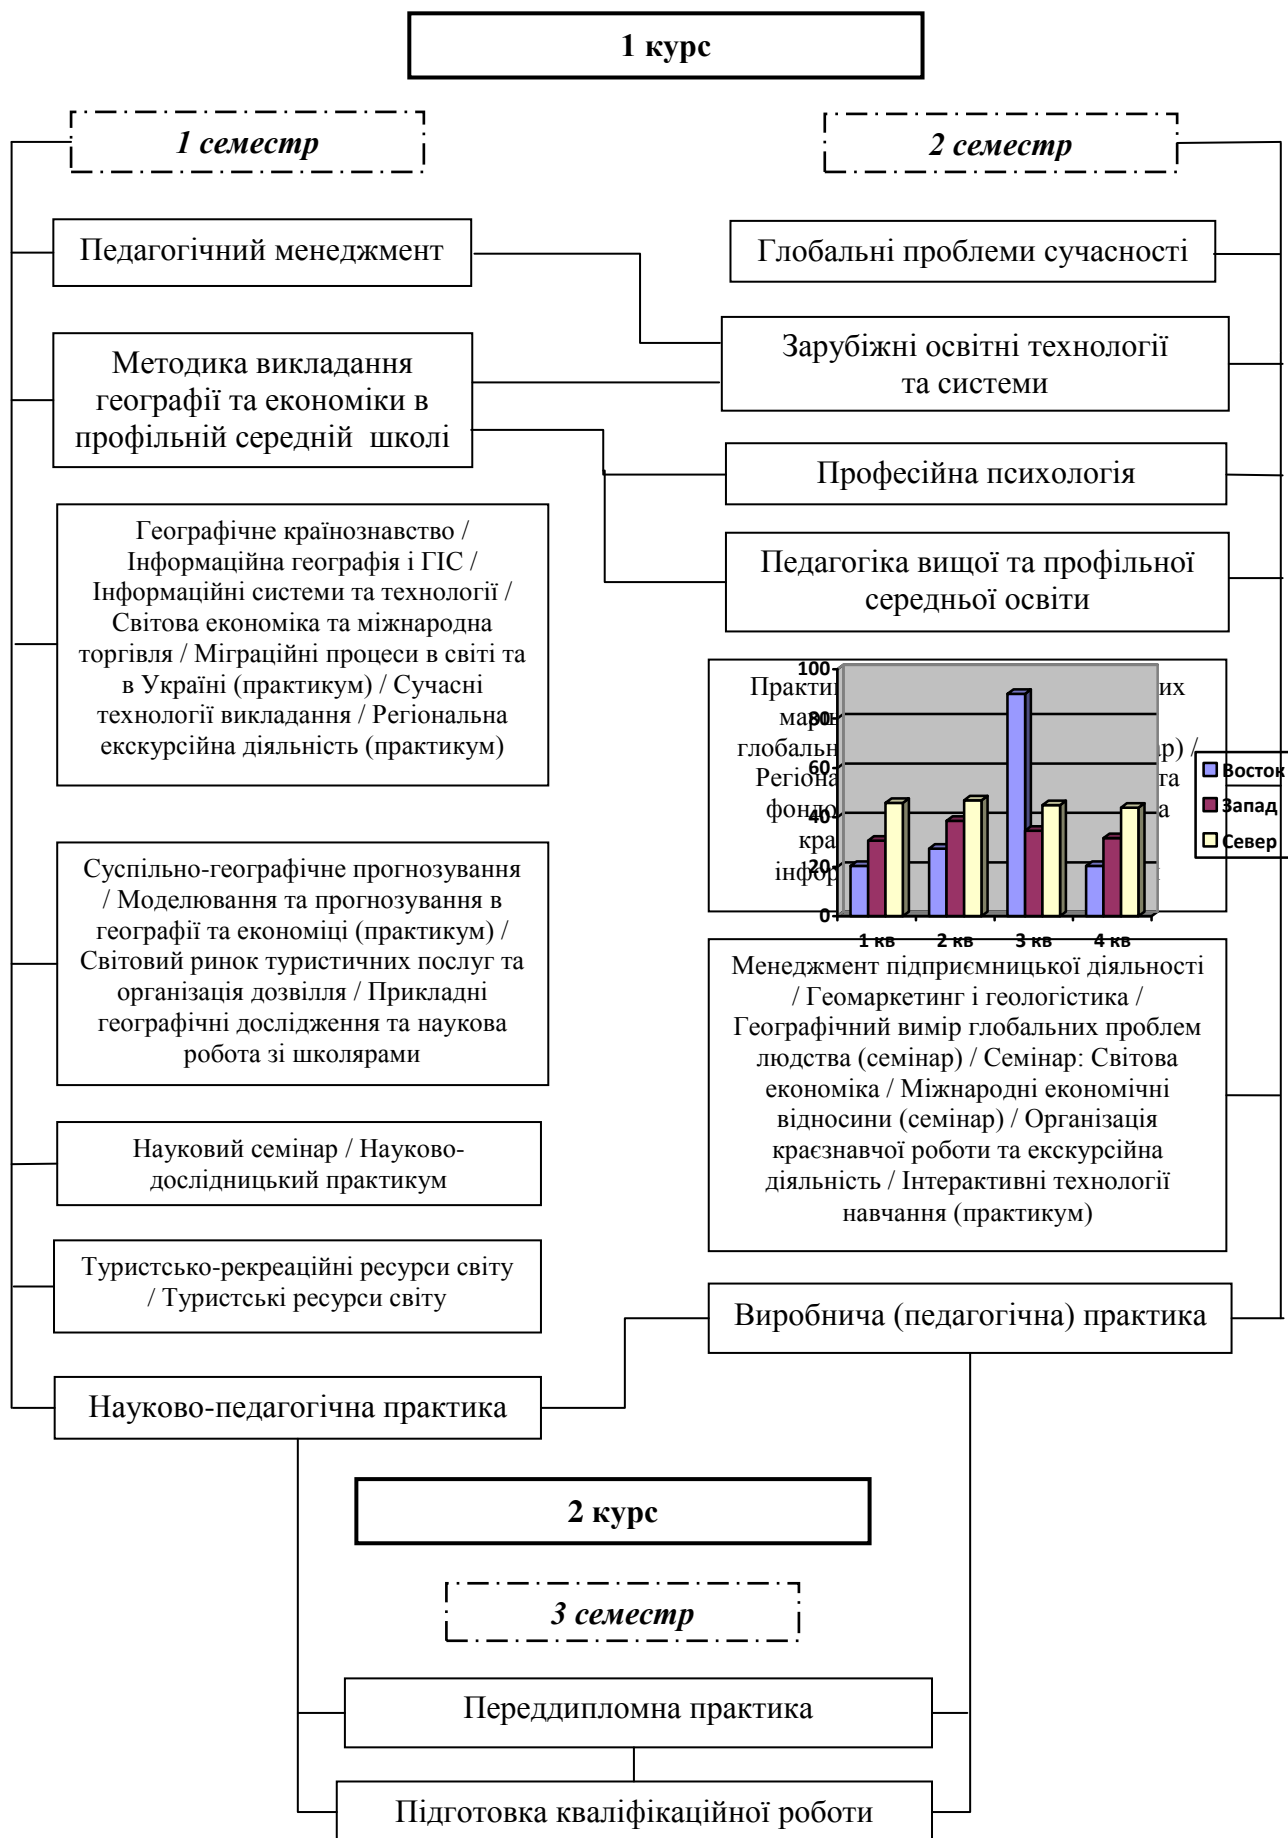 1 курс
1 семестр
2 семестр
Педагогічний менеджмент
Методика викладання
географії та економіки в
профільній середній школі
Географічне країнознавство /
Інформаційна географія і ГІС /
Інформаційні системи та технології /
Світова економіка та міжнародна
торгівля / Міграційні процеси в світі та
в Україні (практикум) / Сучасні
технології викладання / Регіональна
екскурсійна діяльність (практикум)
Суспільно-географічне прогнозування
/ Моделювання та прогнозування в
географії та економіці (практикум) /
Світовий ринок туристичних послуг та
організація дозвілля / Прикладні
географічні дослідження та наукова
робота зі школярами
Науковий семінар / Науково-
дослідницький практикум
Туристсько-рекреаційні ресурси світу
/ Туристські ресурси світу
Науково-педагогічна практика
Глобальні проблеми сучасності
Зарубіжні освітні технології
та системи
Професійна психологія
Педагогіка вищої та профільної
середньої освіти
/
та
100
80
60
40
20
0
1 кв
2 кв
3 кв
4 кв
Восток
Запад
Север
Менеджмент підприємницької діяльності
/ Геомаркетинг і геологістика /
Географічний вимір глобальних проблем
людства (семінар) / Семінар: Світова
економіка / Міжнародні економічні
відносини (семінар) / Організація
краєзнавчої роботи та екскурсійна
діяльність / Інтерактивні технології
навчання (практикум)
Виробнича (педагогічна) практика
2 курс
3 семестр
Переддипломна практика
Підготовка кваліфікаційної роботи